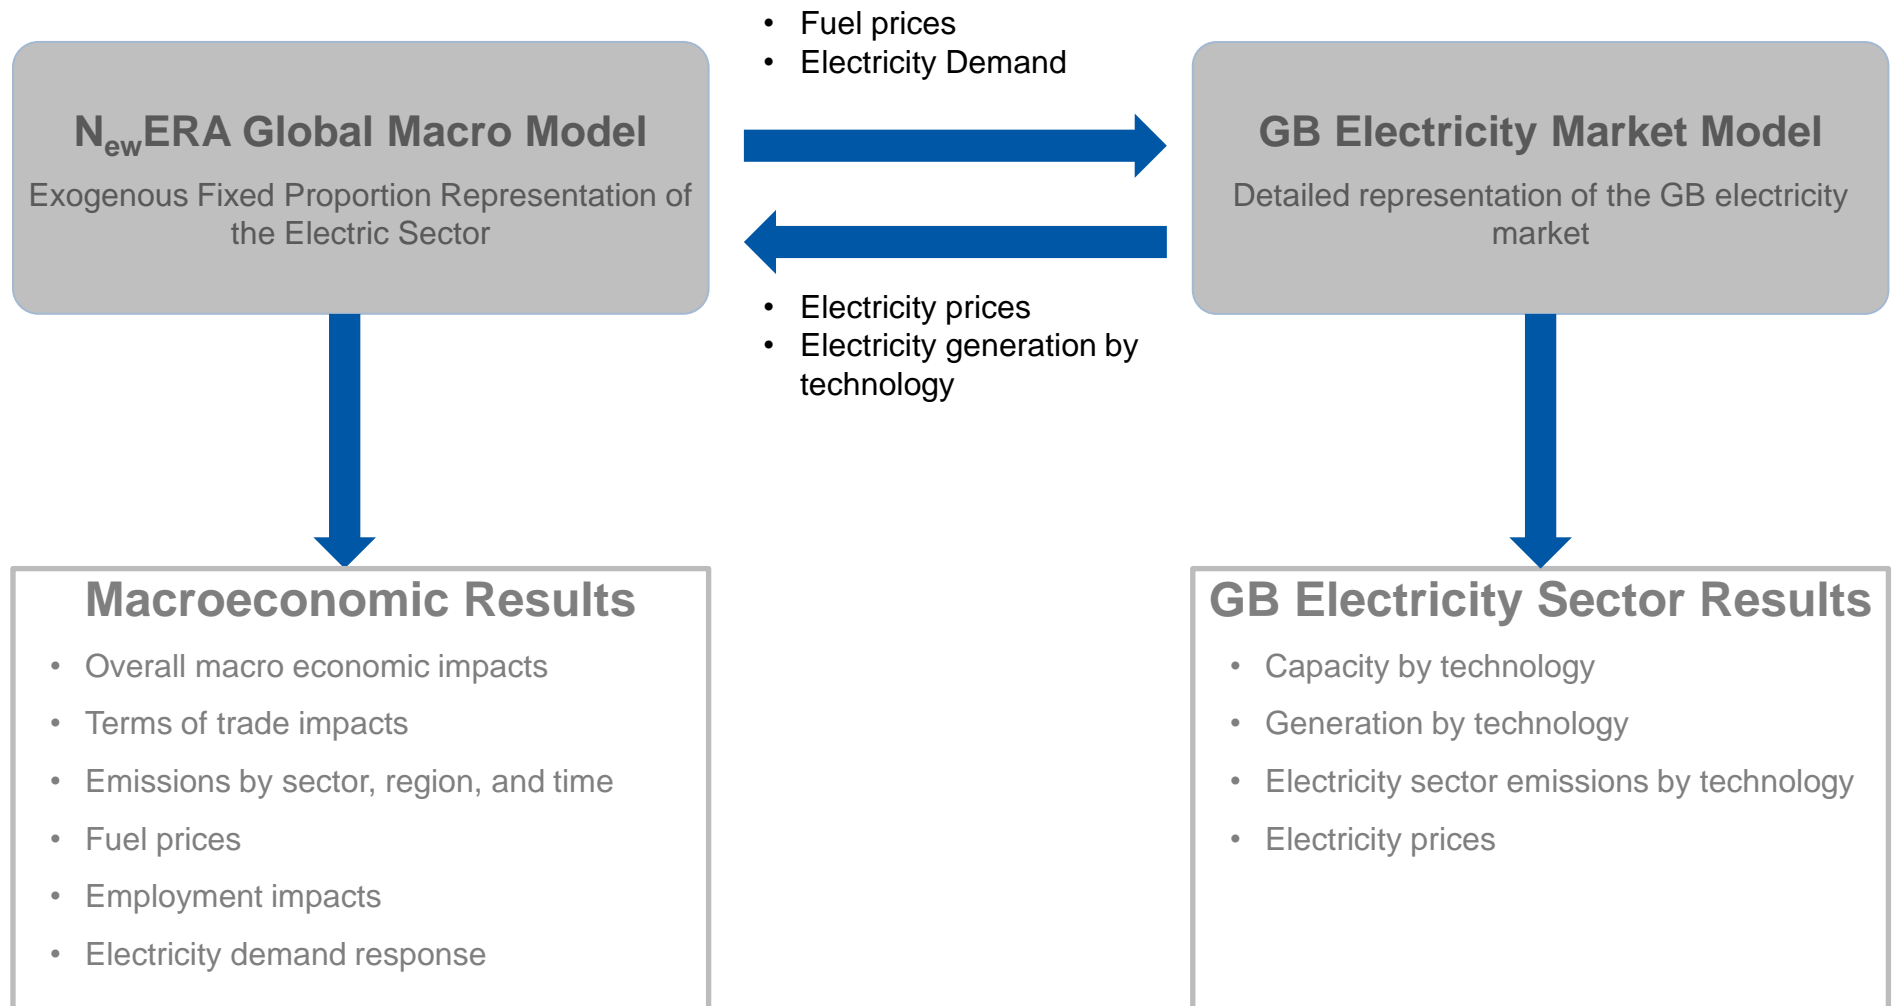 • Fuel prices
• Electricity Demand
NewERA Global Macro Model
Exogenous Fixed Proportion Representation of
the Electric Sector
GB Electricity Market Model
Detailed representation of the GB electricity
market
• Electricity prices
• Electricity generation by
technology
Macroeconomic Results
• Overall macro economic impacts
• Terms of trade impacts
• Emissions by sector, region, and time
• Fuel prices
• Employment impacts
• Electricity demand response
GB Electricity Sector Results
• Capacity by technology
• Generation by technology
• Electricity sector emissions by technology
• Electricity prices